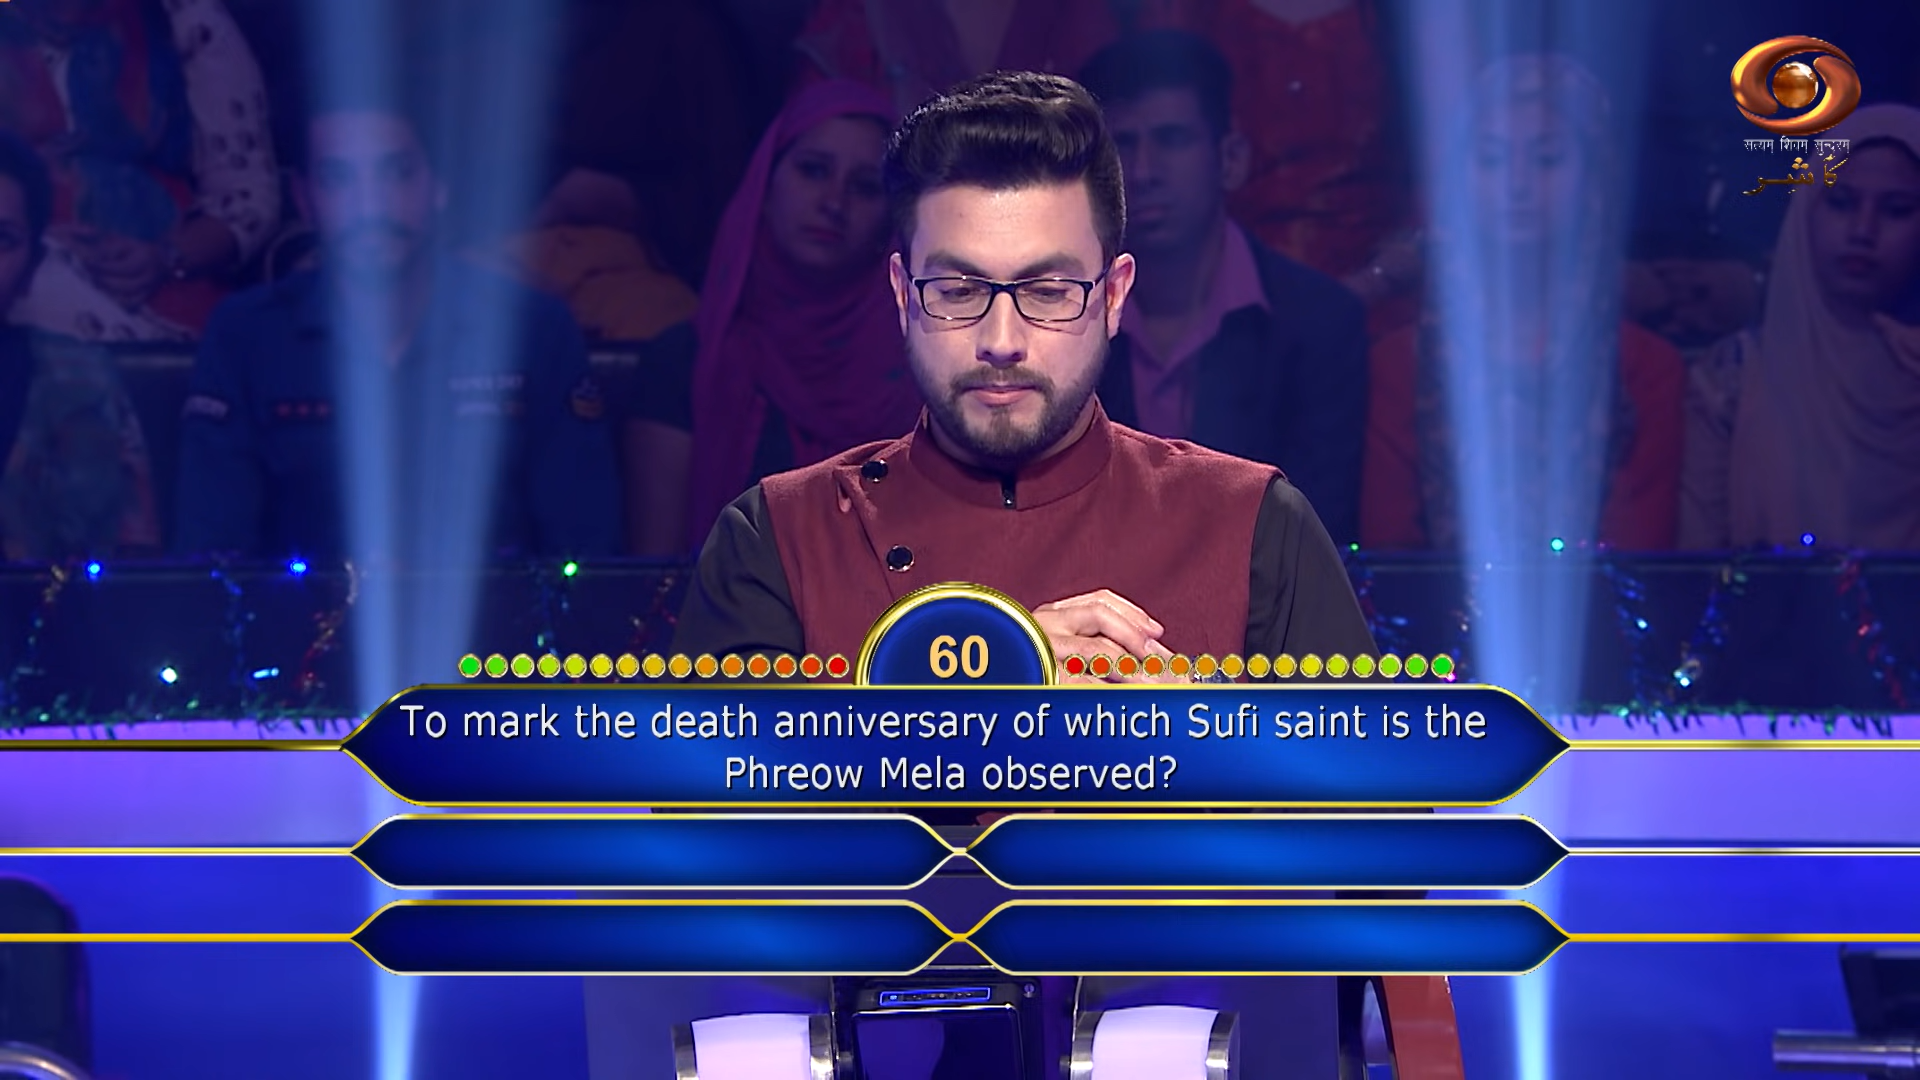 सत्यम् शिवम् सुन्दरम्
کأشُر
60
To mark the death anniversary of which Sufi saint is the
Phreow Mela observed?